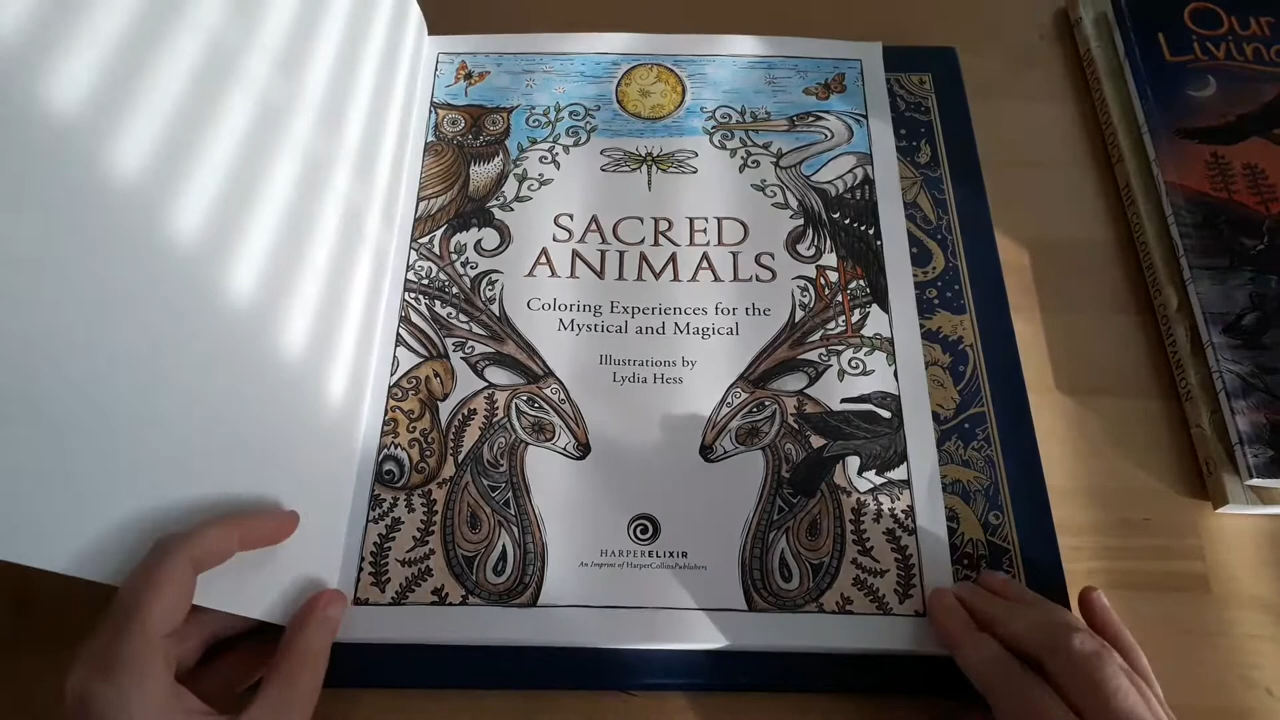 SACRED
ANIMALS
Coloring Experiences for the
Mystical and Magical
Illustrations by
Lydia Hess
HARPERELIXIR
An Imprint of HarperCollinsPublishers
DRAGONOLOGY THE COLOURING COMPANION
Our
Living